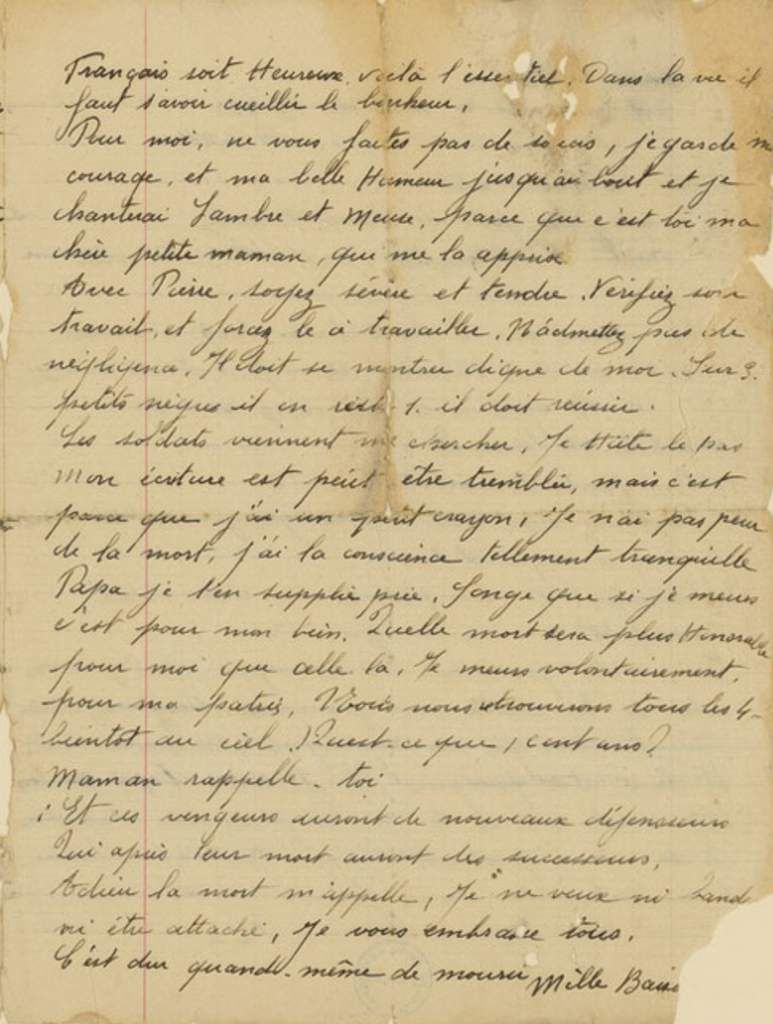 Français soit Heureux, voilà l'essentiel. Dans la vie il
faut savoir cueillir le bonheur.
Pour moi, ne vous faites pas de soucis, je garde mon
courage, et ma belle Humeur jusqu'au bout et je
chanterai Sambre et Meuse, parce que c'est toi ma
chère petite maman, qui me la apprise
Avec Pierre, soyez sévère et tendre. Verifiez son
travail, et forcez le à travailler. N'admettez pas de
négligence. Il doit se montrer digne de moi. Sur 3.
petits nègres il en reste 1. il doit réussir.
Les soldats viennent me chercher, Je Hâte le pas
Mon écriture est peut être tremblée, mais c'est
parce que j'ai un petit crayon, Je n'ai pas peur
de la mort, j'ai la conscience tellement tranquille
Papa je t'en supplie prie, Songe que si je meurs
c'est pour mon bien. Quelle mort sera plus Honorable
pour moi que celle là, Je meurs volontairement,
pour ma patrie, Nous nous retrouverons tous les 4
bientôt au ciel. Quest-ce que, cent ans?
Maman rappelle-toi
Et ces vengeurs auront de nouveaux défenseurs
Qui après leur mort auront des successeurs,
Adieu la mort m'appelle, Je ne veux ni band
ni être attaché, Je vous embrasse tous.
C'est dur quand-même de mourir Mille Bais